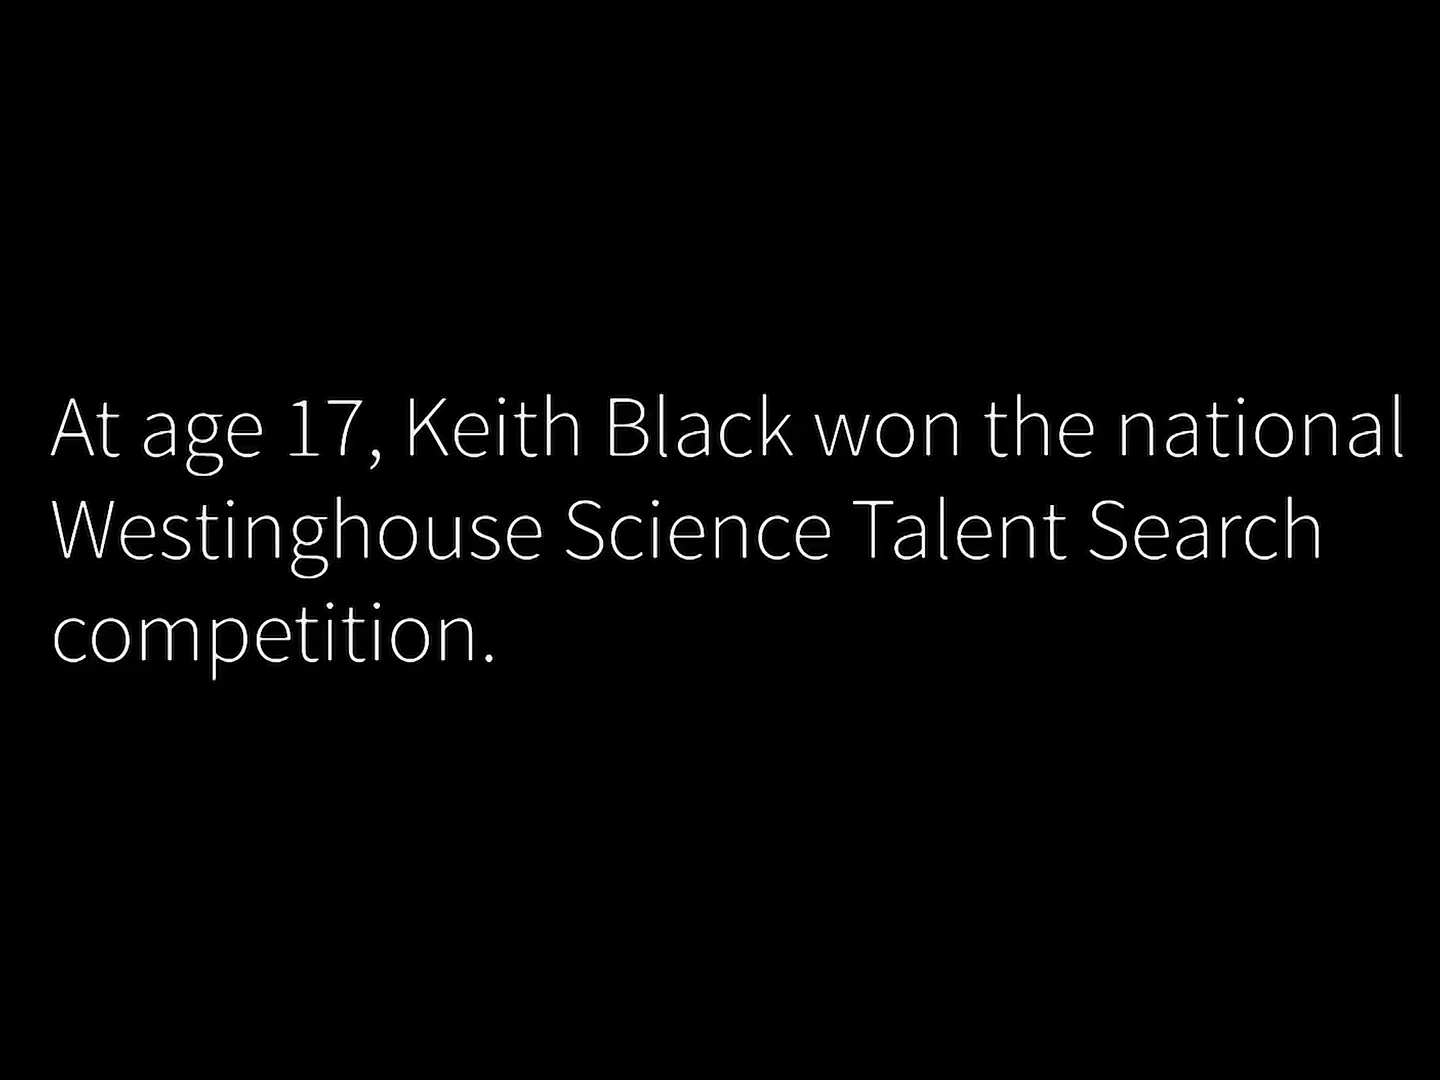 At age 17, Keith Black won the national
Westinghouse Science Talent Search
competition.